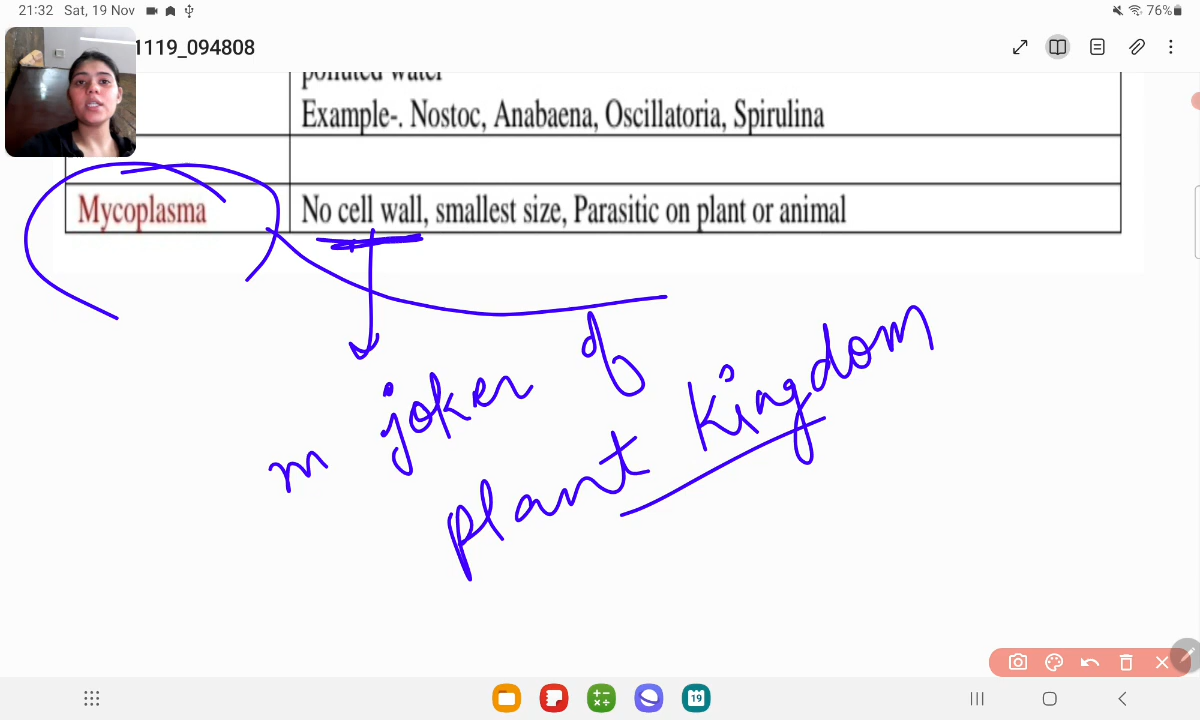 21:32 Sat, 19 Nov 76%
1119_094808
polluted water
Example-. Nostoc, Anabaena, Oscillatoria, Spirulina
Mycoplasma No cell wall, smallest size, Parasitic on plant or animal
m joker of
plant Kingdom
19